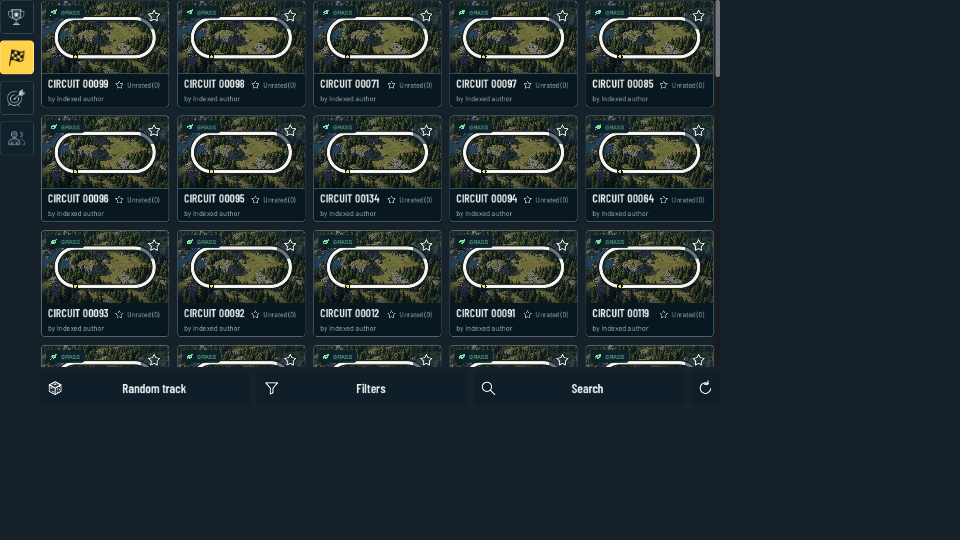 GRASS GRASS GRASS GRASS GRASS
CIRCUIT 00099 Unrated(0) CIRCUIT 00098 Unrated(0) CIRCUIT 00071 Unrated(0) CIRCUIT 00097 Unrated(0) CIRCUIT 00085 Unrated(0)
by Indexed author by Indexed author by Indexed author by Indexed author by Indexed author
GRASS GRASS GRASS GRASS GRASS
CIRCUIT 00096 Unrated(0) CIRCUIT 00095 Unrated(0) CIRCUIT 00134 Unrated(0) CIRCUIT 00094 Unrated(0) CIRCUIT 00064 Unrated(0)
by Indexed author by Indexed author by Indexed author by Indexed author by Indexed author
GRASS GRASS GRASS GRASS GRASS
CIRCUIT 00093 Unrated(0) CIRCUIT 00092 Unrated(0) CIRCUIT 00012 Unrated(0) CIRCUIT 00091 Unrated(0) CIRCUIT 00119 Unrated(0)
by Indexed author by Indexed author by Indexed author by Indexed author by Indexed author
GRASS GRASS GRASS GRASS GRASS
Random track Filters Search